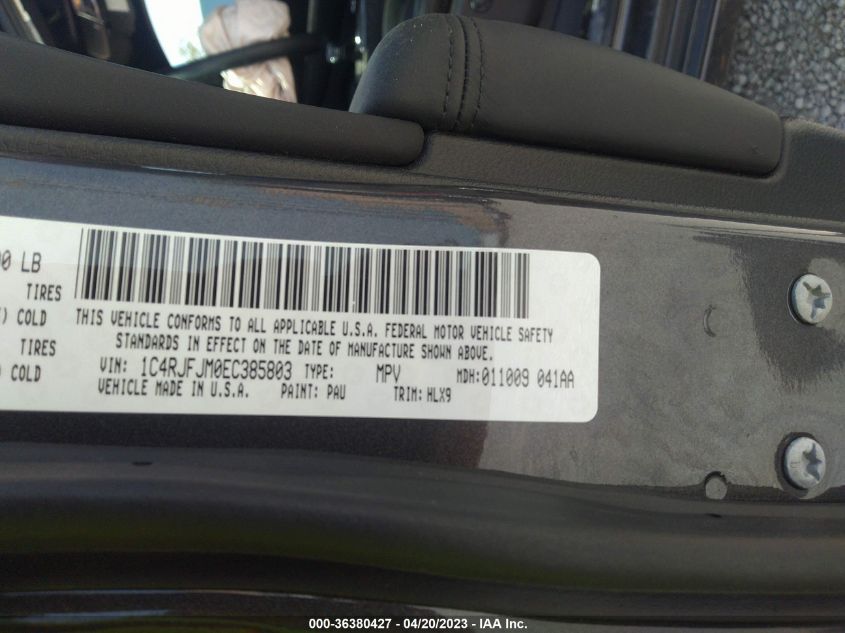 00 LB
TIRES
) COLD
TIRES
) COLD
THIS VEHICLE CONFORMS TO ALL APPLICABLE U.S.A. FEDERAL MOTOR VEHICLE SAFETY
STANDARDS IN EFFECT ON THE DATE OF MANUFACTURE SHOWN ABOVE.
VIN: 1C4RJFJM0EC385803 TYPE: MPV MDH:011009 041AA
VEHICLE MADE IN U.S.A. PAINT: PAU TRIM: HLX9
000-36380427 - 04/20/2023 - IAA Inc.